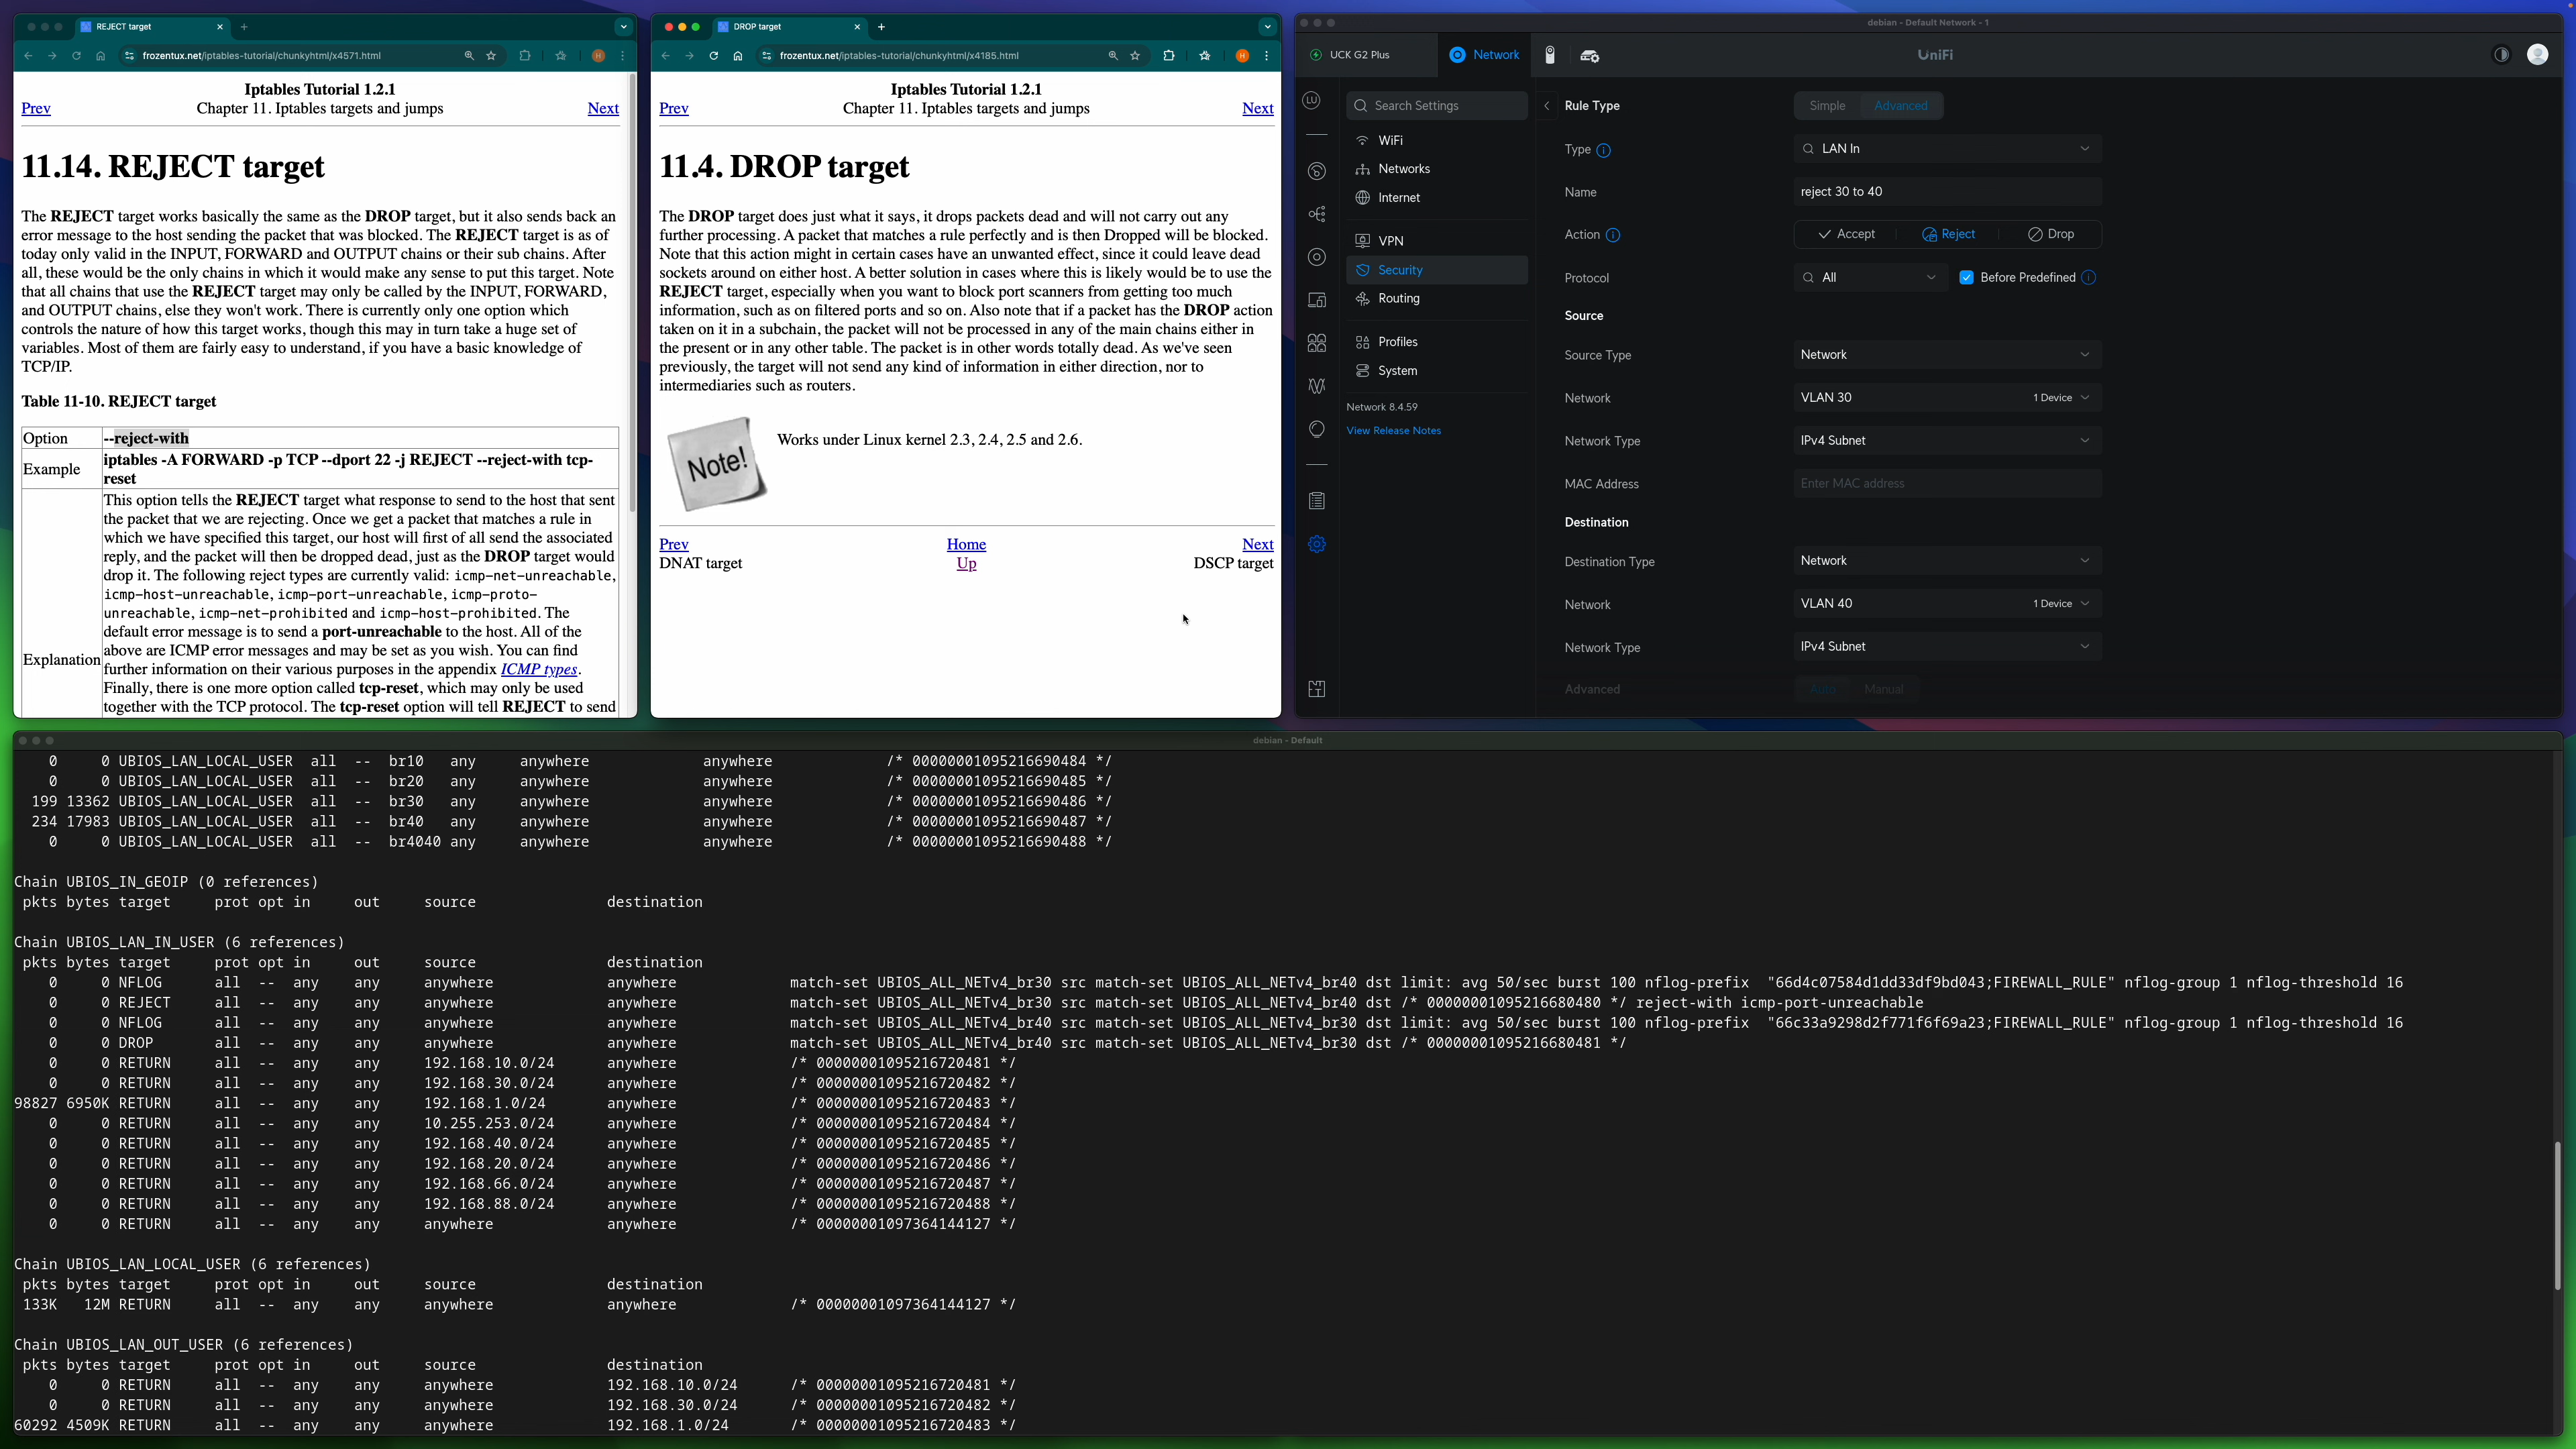 REJECT target
frozentux.net/iptables-tutorial/chunkyhtml/x4571.html
H
Iptables Tutorial 1.2.1
Prev Chapter 11. Iptables targets and jumps Next
11.14. REJECT target
The REJECT target works basically the same as the DROP target, but it also sends back an
error message to the host sending the packet that was blocked. The REJECT target is as of
today only valid in the INPUT, FORWARD and OUTPUT chains or their sub chains. After
all, these would be the only chains in which it would make any sense to put this target. Note
that all chains that use the REJECT target may only be called by the INPUT, FORWARD,
and OUTPUT chains, else they won't work. There is currently only one option which
controls the nature of how this target works, though this may in turn take a huge set of
variables. Most of them are fairly easy to understand, if you have a basic knowledge of
TCP/IP.
Table 11-10. REJECT target
Option --reject-with
Example iptables -A FORWARD -p TCP --dport 22 -j REJECT --reject-with tcp-
reset
Explanation
This option tells the REJECT target what response to send to the host that sent
the packet that we are rejecting. Once we get a packet that matches a rule in
which we have specified this target, our host will first of all send the associated
reply, and the packet will then be dropped dead, just as the DROP target would
drop it. The following reject types are currently valid: icmp-net-unreachable,
icmp-host-unreachable, icmp-port-unreachable, icmp-proto-
unreachable, icmp-net-prohibited and icmp-host-prohibited. The
default error message is to send a port-unreachable to the host. All of the
above are ICMP error messages and may be set as you wish. You can find
further information on their various purposes in the appendix ICMP types.
Finally, there is one more option called tcp-reset, which may only be used
together with the TCP protocol. The tcp-reset option will tell REJECT to send
DROP target
frozentux.net/iptables-tutorial/chunkyhtml/x4185.html
H
Iptables Tutorial 1.2.1
Prev Chapter 11. Iptables targets and jumps Next
11.4. DROP target
The DROP target does just what it says, it drops packets dead and will not carry out any
further processing. A packet that matches a rule perfectly and is then Dropped will be blocked.
Note that this action might in certain cases have an unwanted effect, since it could leave dead
sockets around on either host. A better solution in cases where this is likely would be to use the
REJECT target, especially when you want to block port scanners from getting too much
information, such as on filtered ports and so on. Also note that if a packet has the DROP action
taken on it in a subchain, the packet will not be processed in any of the main chains either in
the present or in any other table. The packet is in other words totally dead. As we've seen
previously, the target will not send any kind of information in either direction, nor to
intermediaries such as routers.
Note!
Works under Linux kernel 2.3, 2.4, 2.5 and 2.6.
Prev Home Next
DNAT target Up DSCP target
debian - Default Network - 1
UCK G2 Plus Network UniFi
LU
Search Settings
WiFi
Networks
Internet
VPN
Security
Routing
Profiles
System
Network 8.4.59
View Release Notes
Rule Type Simple Advanced
Type LAN In
Name reject 30 to 40
Action Accept Reject Drop
Protocol All Before Predefined
Source
Source Type Network
Network VLAN 30 1 Device
Network Type IPv4 Subnet
MAC Address Enter MAC address
Destination
Destination Type Network
Network VLAN 40 1 Device
Network Type IPv4 Subnet
Advanced Auto Manual
debian - Default
0 0 UBIOS_LAN_LOCAL_USER all -- br10 any anywhere anywhere /* 00000001095216690484 */
0 0 UBIOS_LAN_LOCAL_USER all -- br20 any anywhere anywhere /* 00000001095216690485 */
199 13362 UBIOS_LAN_LOCAL_USER all -- br30 any anywhere anywhere /* 00000001095216690486 */
234 17983 UBIOS_LAN_LOCAL_USER all -- br40 any anywhere anywhere /* 00000001095216690487 */
0 0 UBIOS_LAN_LOCAL_USER all -- br4040 any anywhere anywhere /* 00000001095216690488 */
Chain UBIOS_IN_GEOIP (0 references)
pkts bytes target prot opt in out source destination
Chain UBIOS_LAN_IN_USER (6 references)
pkts bytes target prot opt in out source destination
0 0 NFLOG all -- any any anywhere anywhere match-set UBIOS_ALL_NETv4_br30 src match-set UBIOS_ALL_NETv4_br40 dst limit: avg 50/sec burst 100 nflog-prefix "66d4c07584d1dd33df9bd043;FIREWALL_RULE" nflog-group 1 nflog-threshold 16
0 0 REJECT all -- any any anywhere anywhere match-set UBIOS_ALL_NETv4_br30 src match-set UBIOS_ALL_NETv4_br40 dst /* 00000001095216680480 */ reject-with icmp-port-unreachable
0 0 NFLOG all -- any any anywhere anywhere match-set UBIOS_ALL_NETv4_br40 src match-set UBIOS_ALL_NETv4_br30 dst limit: avg 50/sec burst 100 nflog-prefix "66c33a9298d2f771f6f69a23;FIREWALL_RULE" nflog-group 1 nflog-threshold 16
0 0 DROP all -- any any anywhere anywhere match-set UBIOS_ALL_NETv4_br40 src match-set UBIOS_ALL_NETv4_br30 dst /* 00000001095216680481 */
0 0 RETURN all -- any any 192.168.10.0/24 anywhere /* 00000001095216720481 */
0 0 RETURN all -- any any 192.168.30.0/24 anywhere /* 00000001095216720482 */
98827 6950K RETURN all -- any any 192.168.1.0/24 anywhere /* 00000001095216720483 */
0 0 RETURN all -- any any 10.255.253.0/24 anywhere /* 00000001095216720484 */
0 0 RETURN all -- any any 192.168.40.0/24 anywhere /* 00000001095216720485 */
0 0 RETURN all -- any any 192.168.20.0/24 anywhere /* 00000001095216720486 */
0 0 RETURN all -- any any 192.168.66.0/24 anywhere /* 00000001095216720487 */
0 0 RETURN all -- any any 192.168.88.0/24 anywhere /* 00000001095216720488 */
0 0 RETURN all -- any any anywhere anywhere /* 00000001097364144127 */
Chain UBIOS_LAN_LOCAL_USER (6 references)
pkts bytes target prot opt in out source destination
133K 12M RETURN all -- any any anywhere anywhere /* 00000001097364144127 */
Chain UBIOS_LAN_OUT_USER (6 references)
pkts bytes target prot opt in out source destination
0 0 RETURN all -- any any anywhere 192.168.10.0/24 /* 00000001095216720481 */
0 0 RETURN all -- any any anywhere 192.168.30.0/24 /* 00000001095216720482 */
60292 4509K RETURN all -- any any anywhere 192.168.1.0/24 /* 00000001095216720483 */